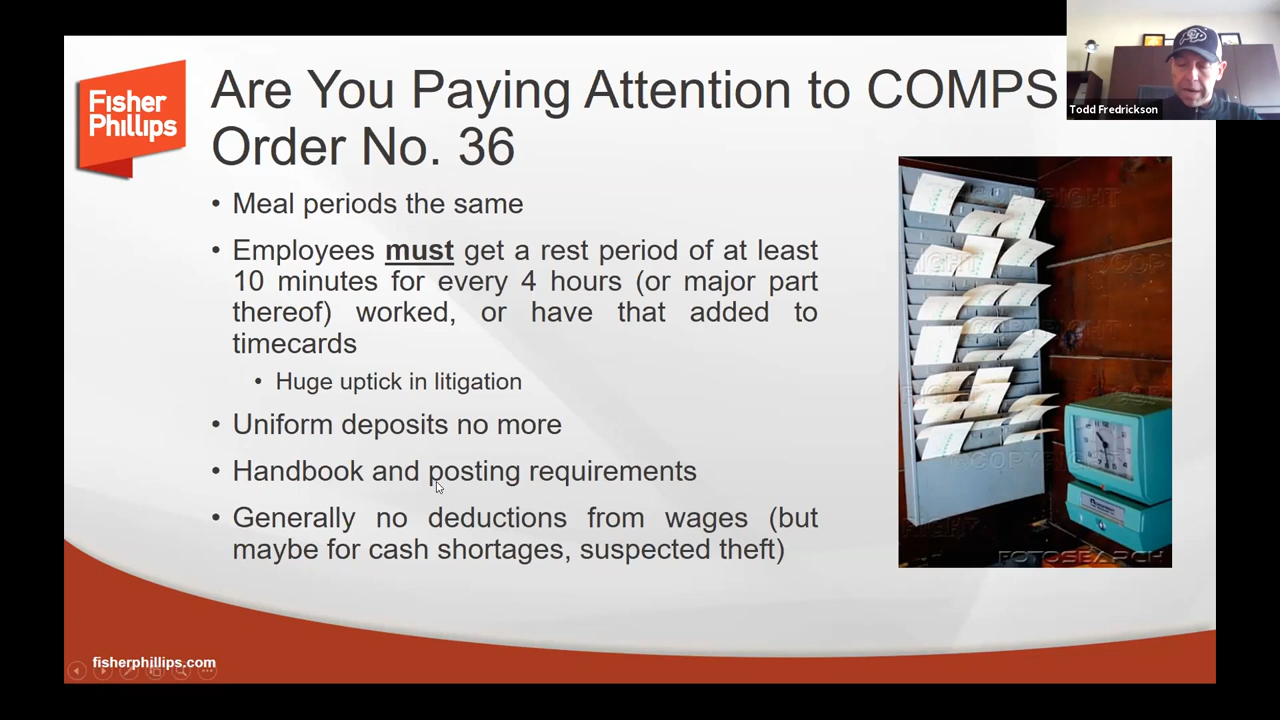 Fisher
Phillips
Are You Paying Attention to COMPS
Order No. 36
Todd Fredrickson
• Meal periods the same
• Employees must get a rest period of at least
10 minutes for every 4 hours (or major part
thereof) worked, or have that added to
timecards
• Huge uptick in litigation
• Uniform deposits no more
• Handbook and posting requirements
• Generally no deductions from wages (but
maybe for cash shortages, suspected theft)
FOTOSEARCH
fisherphillips.com